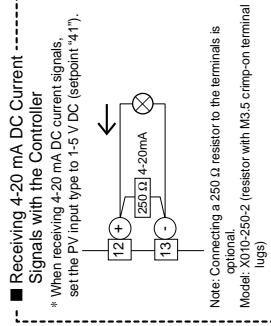 ■ Receiving 4-20 mA DC Current
Signals with the Controller
* When receiving 4-20 mA DC current signals,
set the PV input type to 1-5 V DC (setpoint "41").
12 +
250 Ω 4-20mA
13 -
Note: Connecting a 250 Ω resistor to the terminals is
optional.
Model: X010-250-2 (resistor with M3.5 crimp-on terminal
lugs)